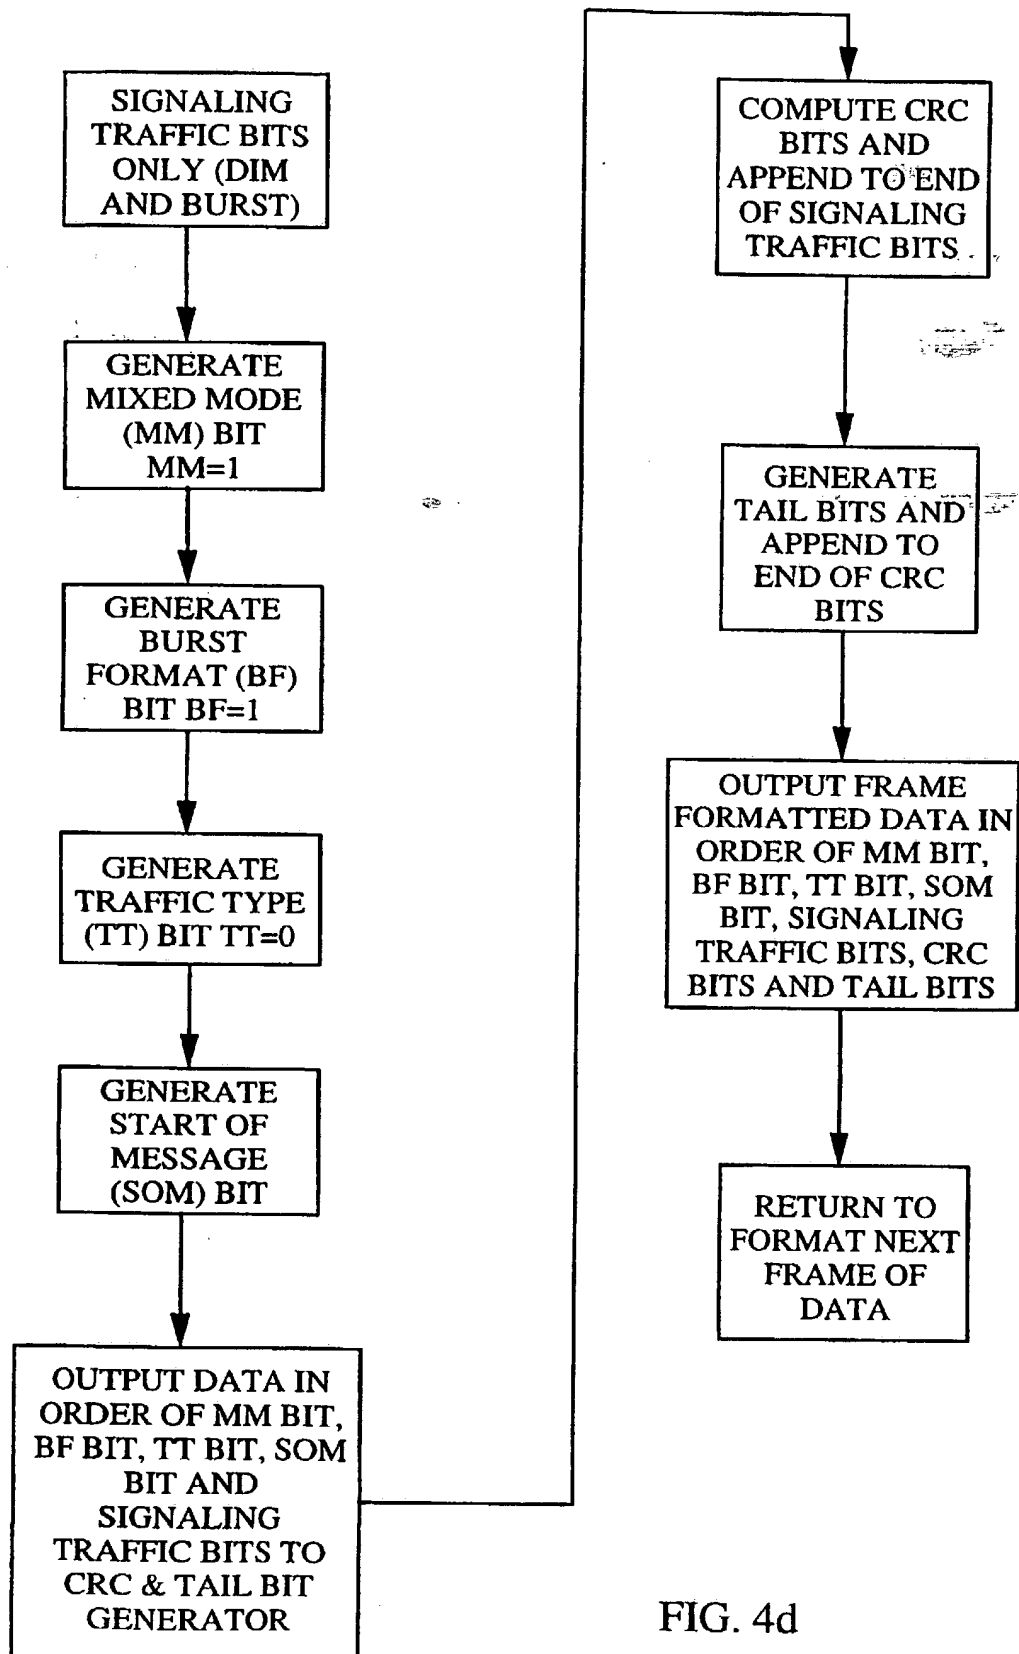 SIGNALING
TRAFFIC BITS
ONLY (DIM
AND BURST)
GENERATE
MIXED MODE
(MM) BIT
MM=1
GENERATE
BURST
FORMAT (BF)
BIT BF=1
GENERATE
TRAFFIC TYPE
(TT) BIT TT=0
GENERATE
START OF
MESSAGE
(SOM) BIT
OUTPUT DATA IN
ORDER OF MM BIT,
BF BIT, TT BIT, SOM
BIT AND
SIGNALING
TRAFFIC BITS TO
CRC & TAIL BIT
GENERATOR
COMPUTE CRC
BITS AND
APPEND TO END
OF SIGNALING
TRAFFIC BITS
GENERATE
TAIL BITS AND
APPEND TO
END OF CRC
BITS
OUTPUT FRAME
FORMATTED DATA IN
ORDER OF MM BIT,
BF BIT, TT BIT, SOM
BIT, SIGNALING
TRAFFIC BITS, CRC
BITS AND TAIL BITS
RETURN TO
FORMAT NEXT
FRAME OF
DATA
FIG. 4d